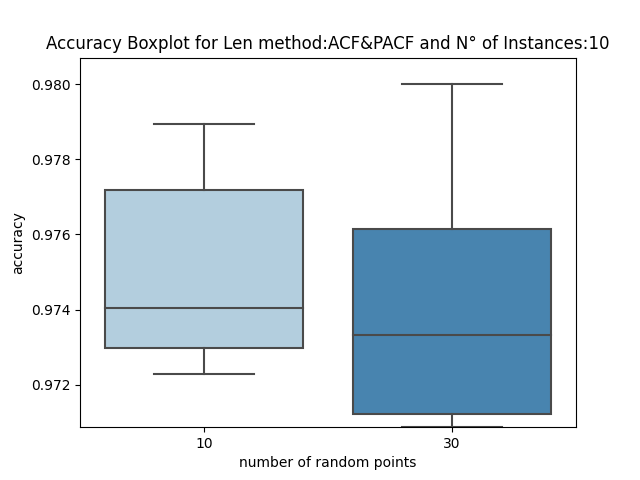 Accuracy Boxplot for Len method:ACF&PACF and N° of Instances:10
0.980
0.978
0.976
0.974
0.972
accuracy
10 30
number of random points